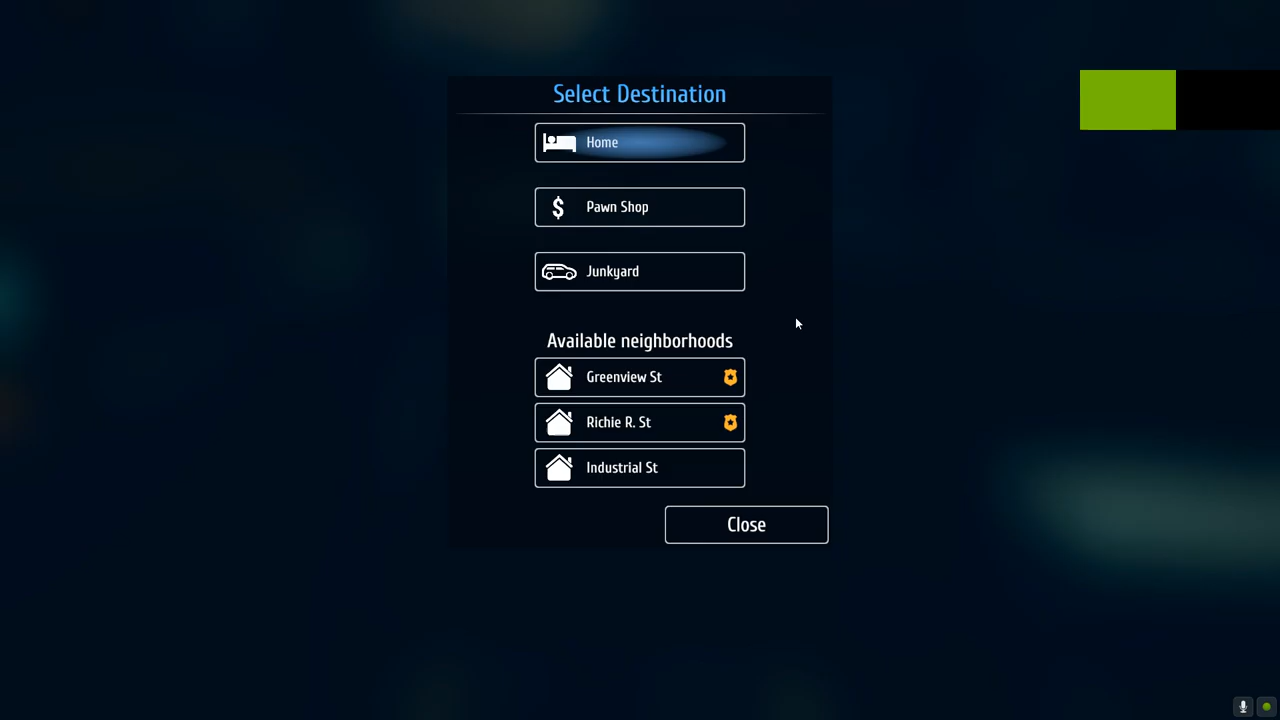 Select Destination
Home
$ Pawn Shop
Junkyard
Available neighborhoods
Greenview St
Richie R. St
Industrial St
Close